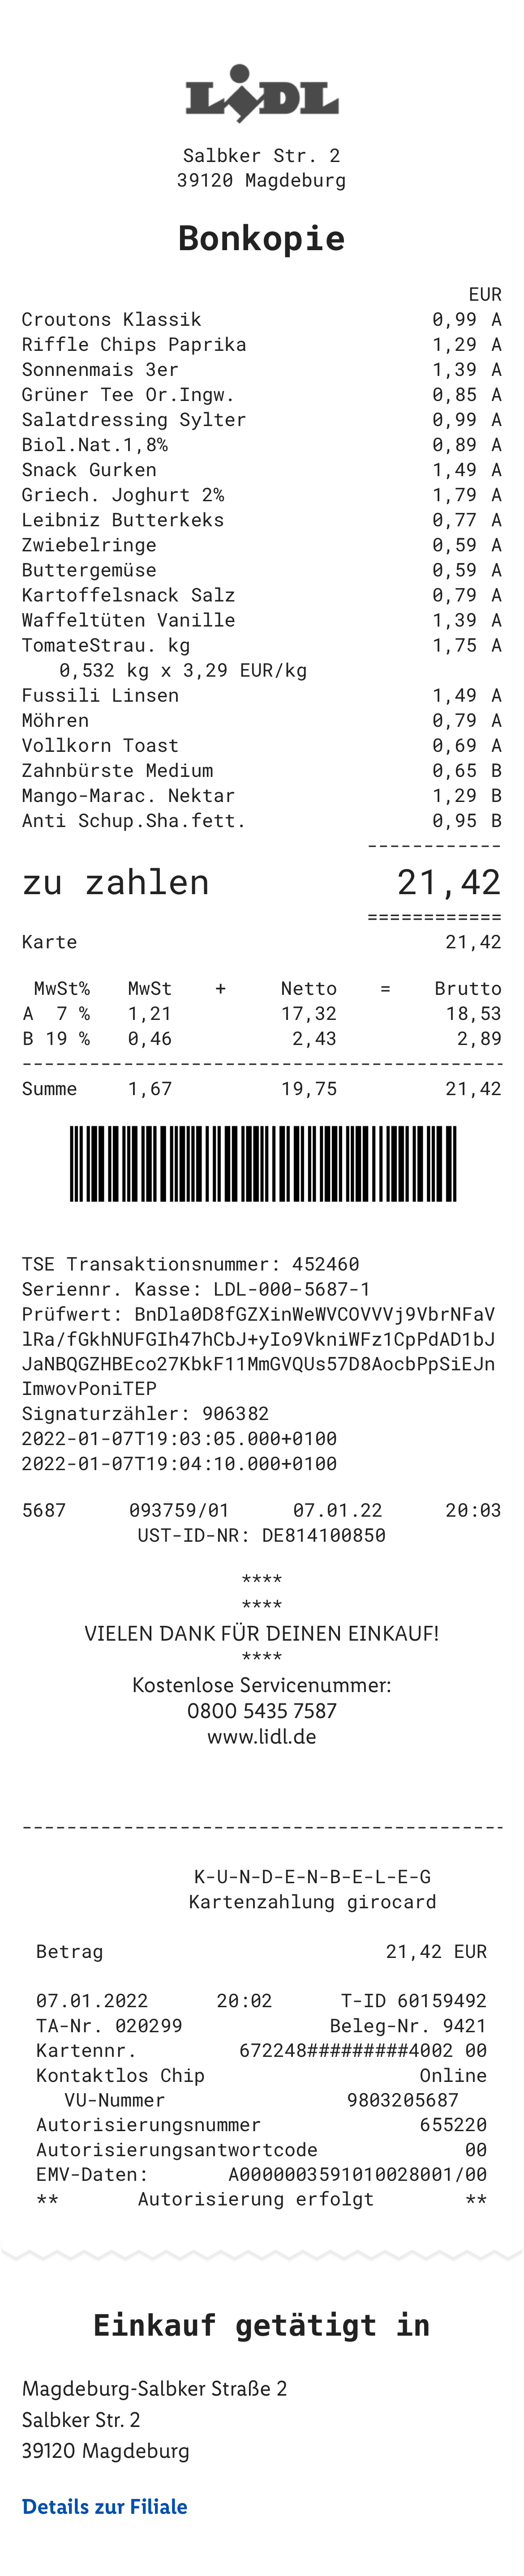 LIDL
Salbker Str. 2
39120 Magdeburg
Bonkopie
EUR
Croutons Klassik 0,99 A
Riffle Chips Paprika 1,29 A
Sonnenmais 3er 1,39 A
Grüner Tee Or.Ingw. 0,85 A
Salatdressing Sylter 0,99 A
Biol.Nat.1,8% 0,89 A
Snack Gurken 1,49 A
Griech. Joghurt 2% 1,79 A
Leibniz Butterkeks 0,77 A
Zwiebelringe 0,59 A
Buttergemüse 0,59 A
Kartoffelsnack Salz 0,79 A
Waffeltüten Vanille 1,39 A
TomateStrau. kg 1,75 A
0,532 kg x 3,29 EUR/kg
Fussili Linsen 1,49 A
Möhren 0,79 A
Vollkorn Toast 0,69 A
Zahnbürste Medium 0,65 B
Mango-Marac. Nektar 1,29 B
Anti Schup.Sha.fett. 0,95 B
------------
zu zahlen 21,42
============
Karte 21,42
MwSt% MwSt + Netto = Brutto
A 7 % 1,21 17,32 18,53
B 19 % 0,46 2,43 2,89
-------------------------------------------
Summe 1,67 19,75 21,42
TSE Transaktionsnummer: 452460
Seriennr. Kasse: LDL-000-5687-1
Prüfwert: BnDla0D8fGZXinWeWVCOVVVj9VbrNFaV
lRa/fGkhNUFGIh47hCbJ+yIo9VkniWFz1CpPdAD1bJ
JaNBQGZHBEco27KbkF11MmGVQUs57D8AocbPpSiEJn
ImwovPoniTEP
Signaturzähler: 906382
2022-01-07T19:03:05.000+0100
2022-01-07T19:04:10.000+0100
5687 093759/01 07.01.22 20:03
UST-ID-NR: DE814100850
****
****
VIELEN DANK FÜR DEINEN EINKAUF!
****
Kostenlose Servicenummer:
0800 5435 7587
www.lidl.de
-------------------------------------------
K-U-N-D-E-N-B-E-L-E-G
Kartenzahlung girocard
Betrag 21,42 EUR
07.01.2022 20:02 T-ID 60159492
TA-Nr. 020299 Beleg-Nr. 9421
Kartennr. 672248#########4002 00
Kontaktlos Chip Online
VU-Nummer 9803205687
Autorisierungsnummer 655220
Autorisierungsantwortcode 00
EMV-Daten: A0000003591010028001/00
** Autorisierung erfolgt **
Einkauf getätigt in
Magdeburg-Salbker Straße 2
Salbker Str. 2
39120 Magdeburg
Details zur Filiale